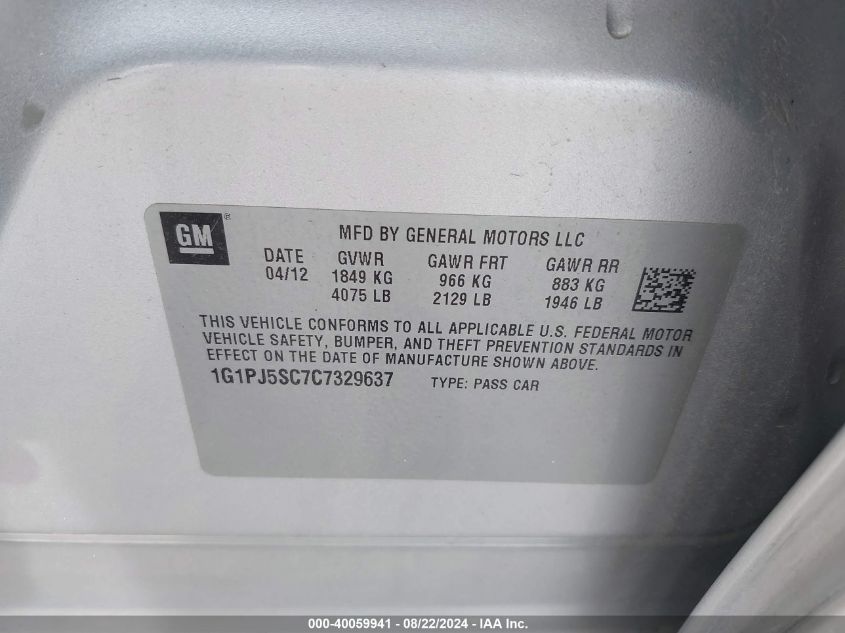 GM ®
MFD BY GENERAL MOTORS LLC
DATE GVWR GAWR FRT GAWR RR
04/12 1849 KG 966 KG 883 KG
4075 LB 2129 LB 1946 LB
THIS VEHICLE CONFORMS TO ALL APPLICABLE U.S. FEDERAL MOTOR
VEHICLE SAFETY, BUMPER, AND THEFT PREVENTION STANDARDS IN
EFFECT ON THE DATE OF MANUFACTURE SHOWN ABOVE.
1G1PJ5SC7C7329637 TYPE: PASS CAR
000-40059941 - 08/22/2024 - IAA Inc.